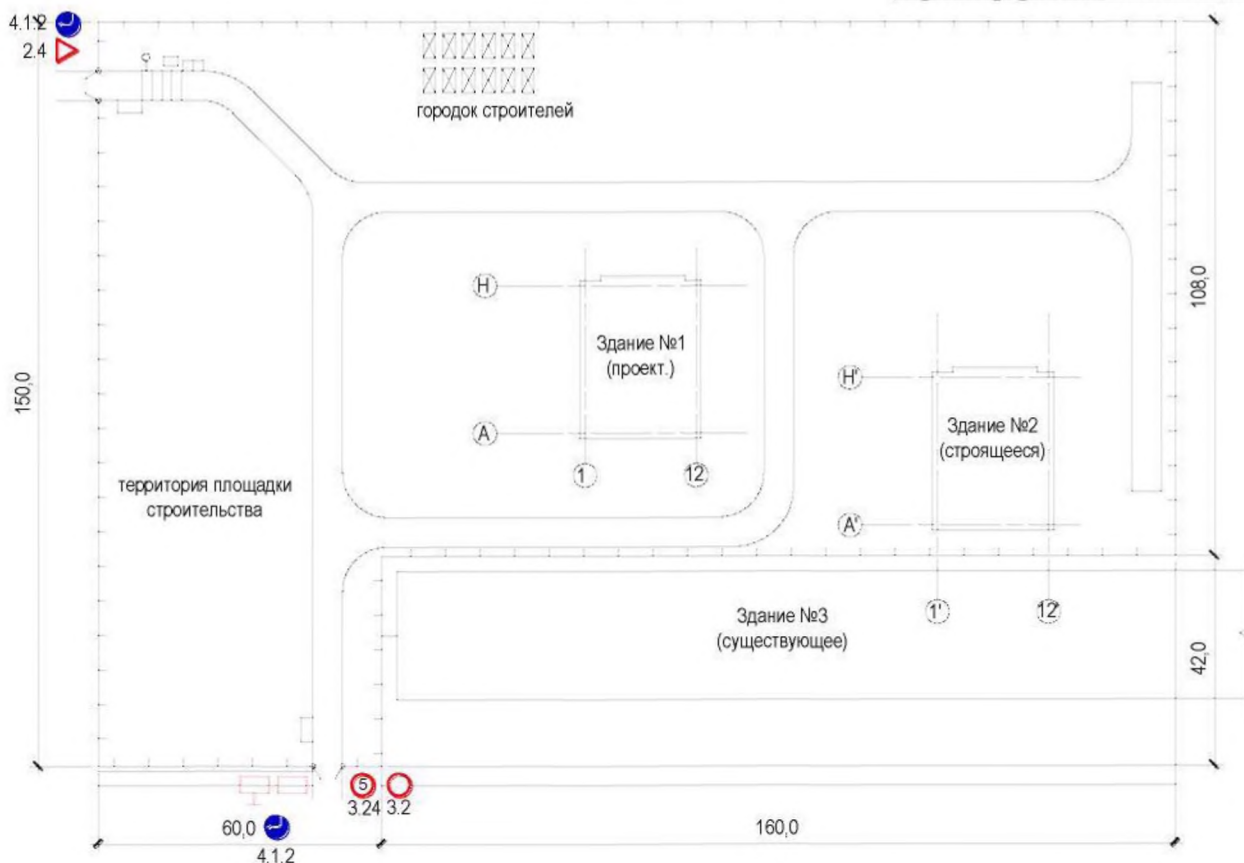 4.1.2
2.4
городок строителей
Н
Здание №1
(проект.)
А
1
12
Н'
Здание №2
(строящееся)
А'
1'
12'
108,0
150,0
территория площадки
строительства
Здание №3
(существующее)
42,0
5
3.24 3.2
60,0
4.1.2
160,0